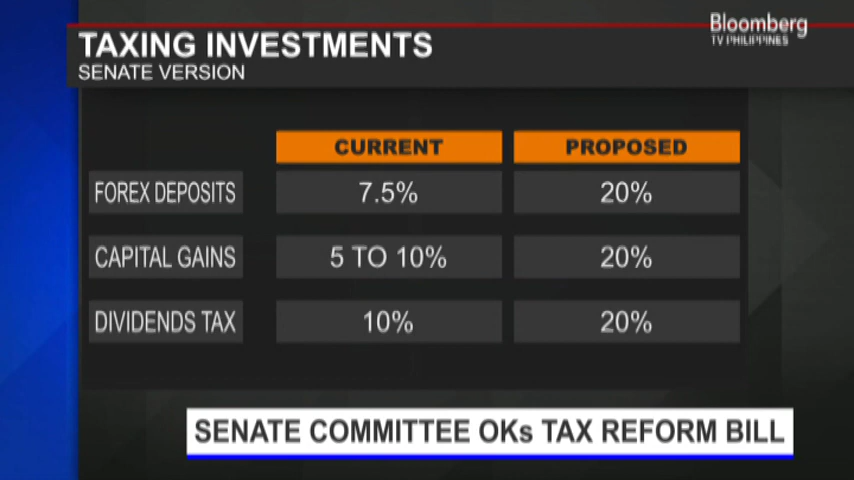 Bloomberg
TV PHILIPPINES
TAXING INVESTMENTS
SENATE VERSION
CURRENT PROPOSED
FOREX DEPOSITS 7.5% 20%
CAPITAL GAINS 5 TO 10% 20%
DIVIDENDS TAX 10% 20%
SENATE COMMITTEE OKs TAX REFORM BILL